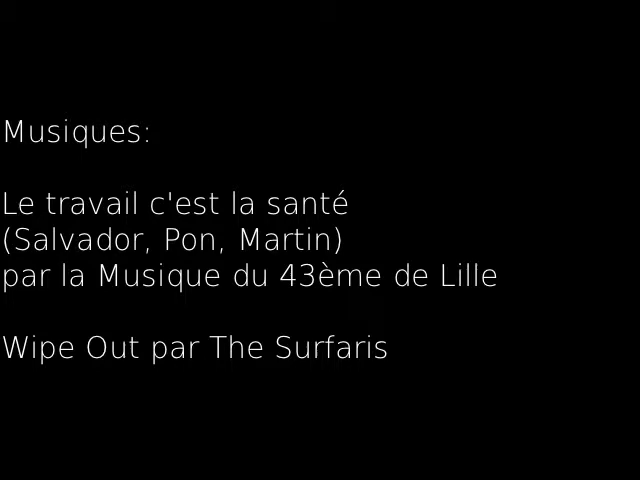 Musiques:
Le travail c'est la santé
(Salvador, Pon, Martin)
par la Musique du 43ème de Lille
Wipe Out par The Surfaris